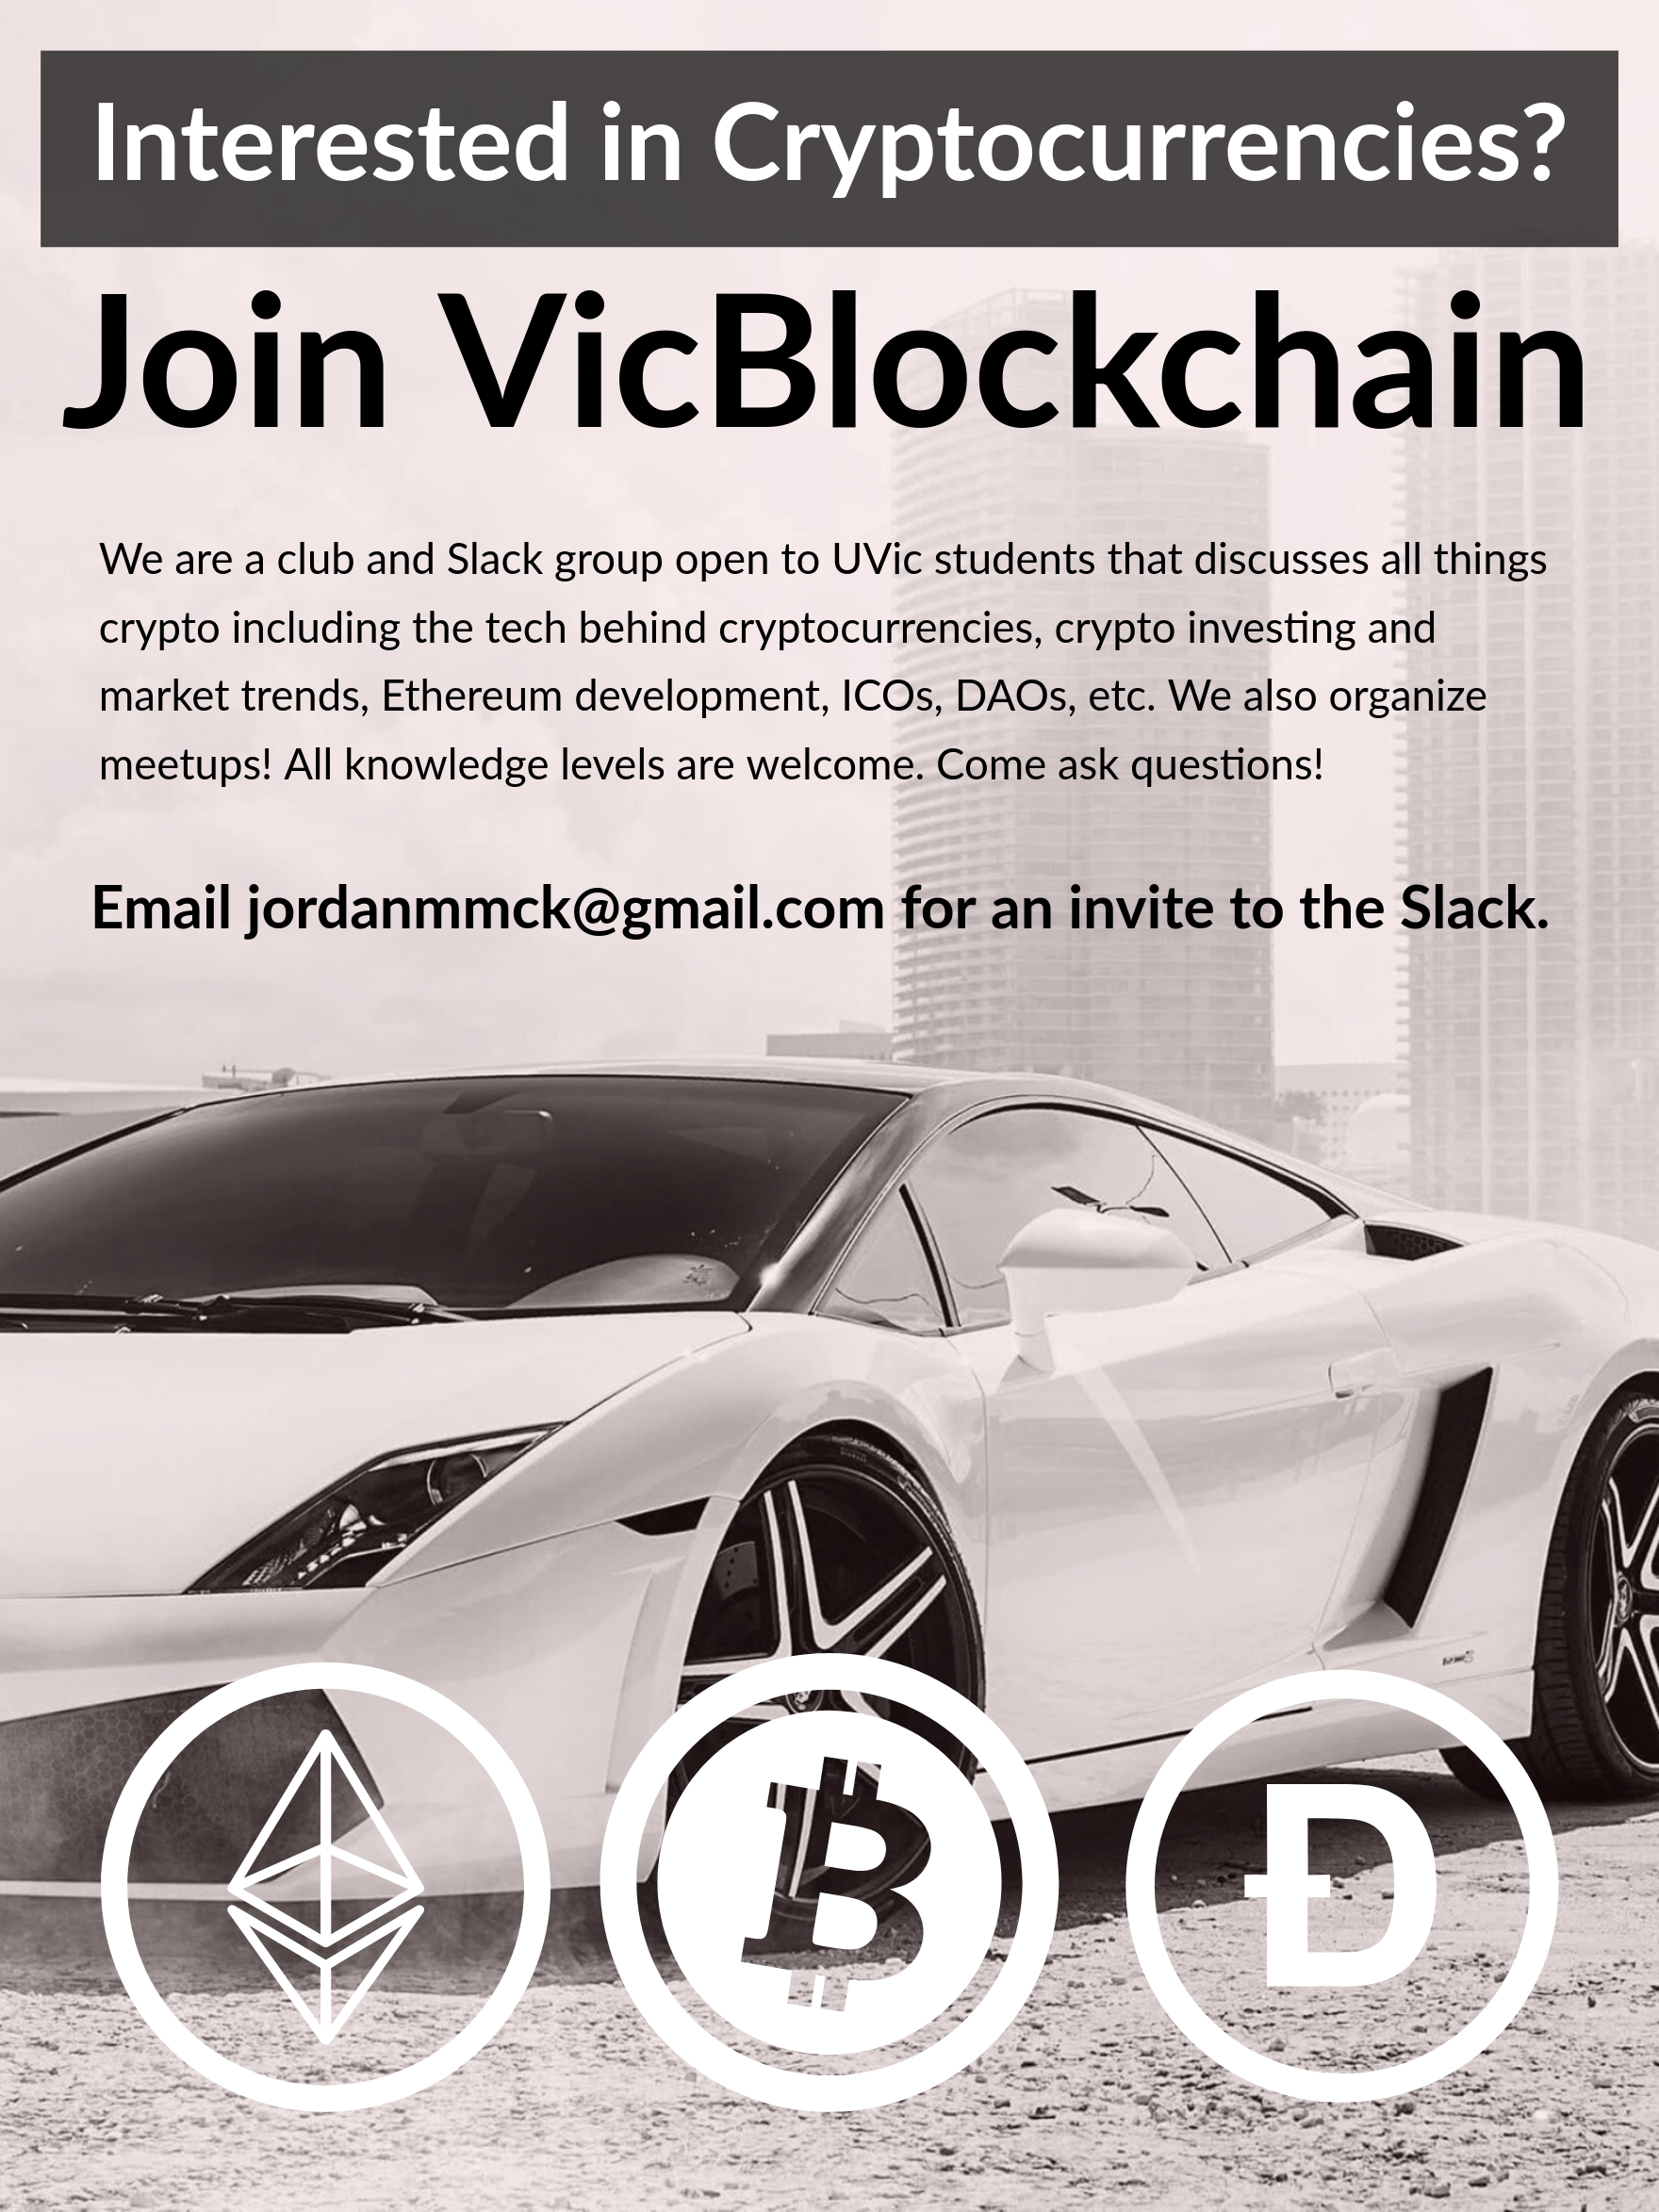 Interested in Cryptocurrencies?
Join VicBlockchain
We are a club and Slack group open to UVic students that discusses all things
crypto including the tech behind cryptocurrencies, crypto investing and
market trends, Ethereum development, ICOs, DAOs, etc. We also organize
meetups! All knowledge levels are welcome. Come ask questions!
Email jordanmmck@gmail.com for an invite to the Slack.